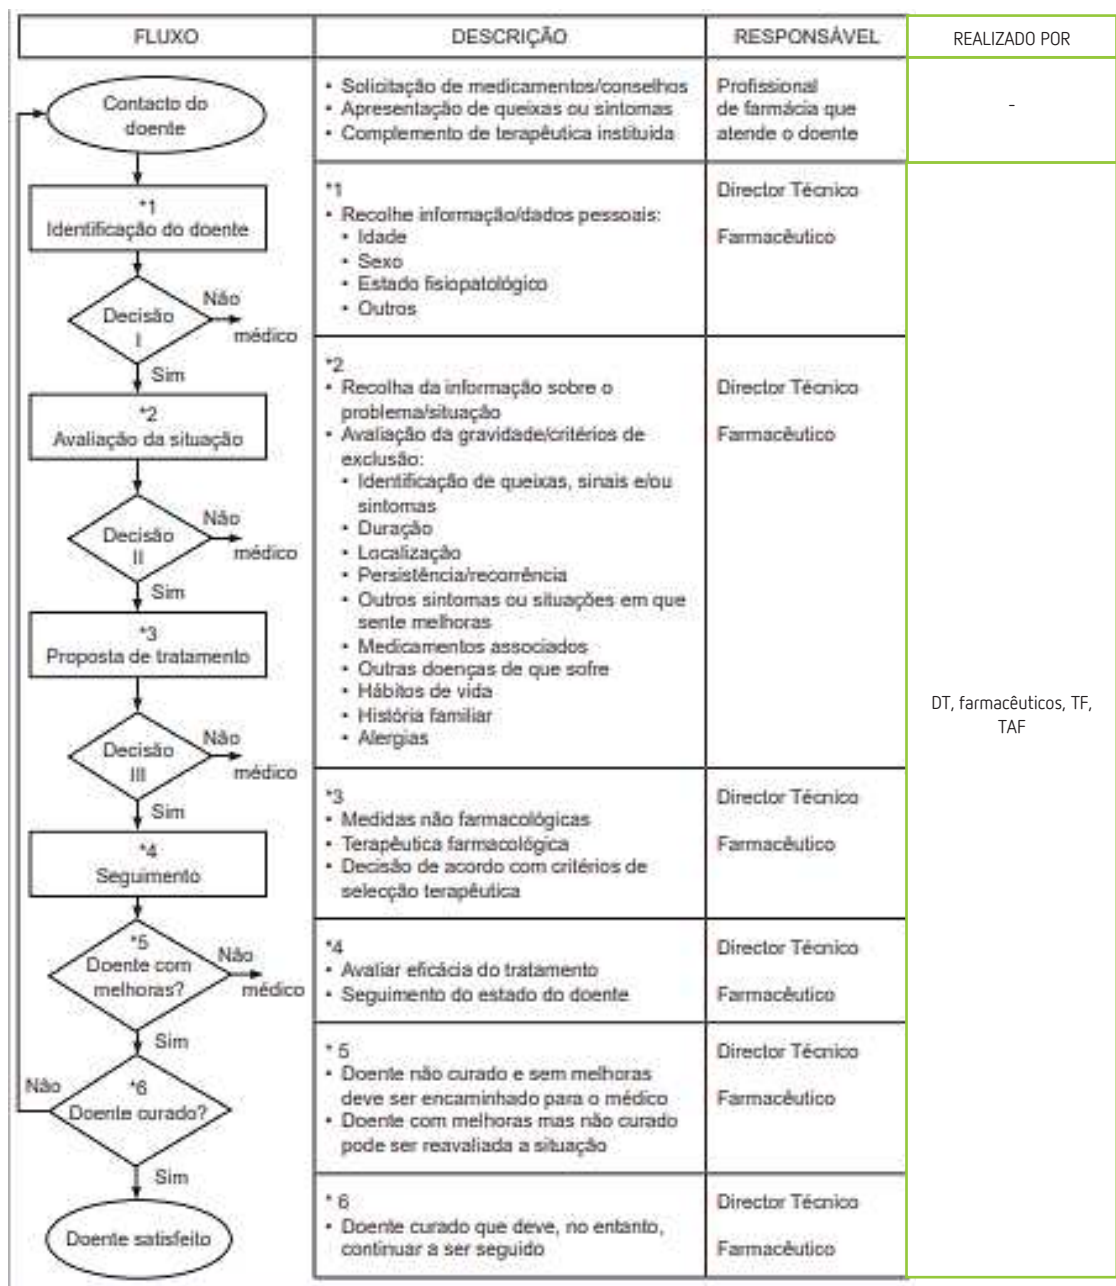 FLUXO
DESCRIÇÃO
RESPONSÁVEL
REALIZADO POR
Contacto do
doente
• Solicitação de medicamentos/conselhos
• Apresentação de queixas ou sintomas
• Complemento de terapêutica instituída
Profissional
de farmácia que
atende o doente
-
*1
Identificação do doente
Decisão
I
Não
médico
Sim
*1
• Recolhe informação/dados pessoais:
• Idade
• Sexo
• Estado fisiopatológico
• Outros
Director Técnico
Farmacêutico
*2
Avaliação da situação
Decisão
II
Não
médico
Sim
*3
Proposta de tratamento
Decisão
III
Não
médico
Sim
*2
• Recolha da informação sobre o
problema/situação
• Avaliação da gravidade/critérios de
exclusão:
• Identificação de queixas, sinais e/ou
sintomas
• Duração
• Localização
• Persistência/recorrência
• Outros sintomas ou situações em que
sente melhoras
• Medicamentos associados
• Outras doenças de que sofre
• Hábitos de vida
• História familiar
• Alergias
Director Técnico
Farmacêutico
DT, farmacêuticos, TF,
TAF
*4
Seguimento
*3
• Medidas não farmacológicas
• Terapêutica farmacológica
• Decisão de acordo com critérios de
selecção terapêutica
Director Técnico
Farmacêutico
*5
Doente com
melhoras?
Não
médico
Sim
*4
• Avaliar eficácia do tratamento
• Seguimento do estado do doente
Director Técnico
Farmacêutico
Não
*6
Doente curado?
Sim
* 5
• Doente não curado e sem melhoras
deve ser encaminhado para o médico
• Doente com melhoras mas não curado
pode ser reavaliada a situação
Director Técnico
Farmacêutico
Doente satisfeito
* 6
• Doente curado que deve, no entanto,
continuar a ser seguido
Director Técnico
Farmacêutico